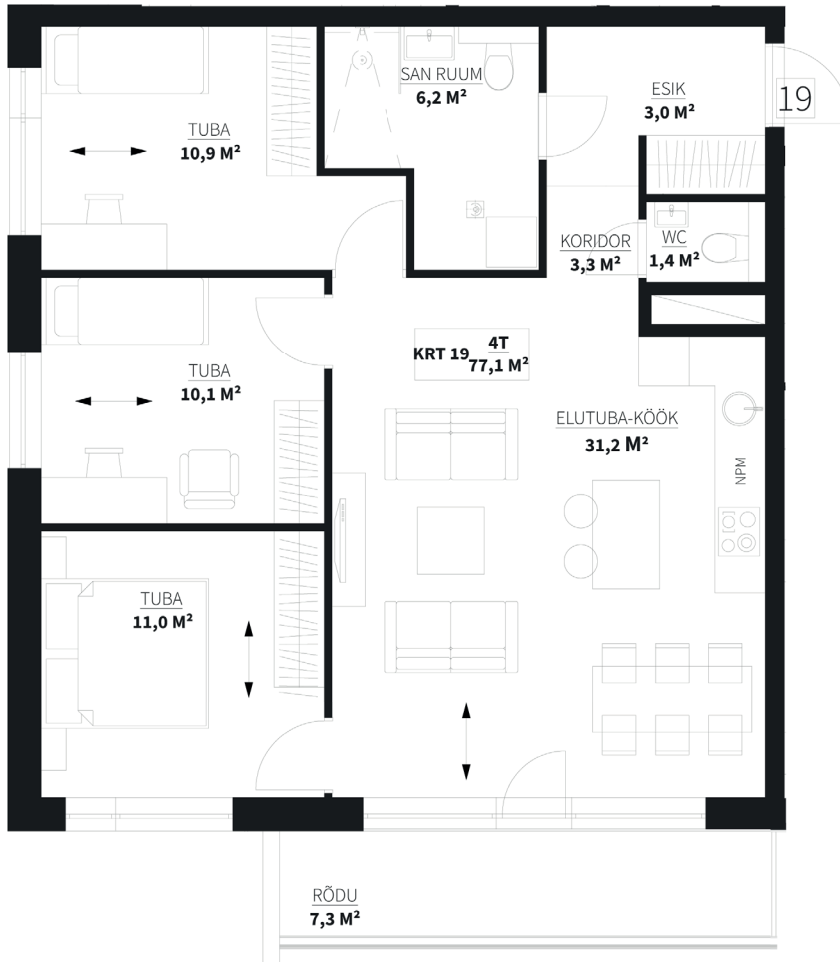 SAN RUUM
6,2 M²
ESIK
3,0 M²
19
TUBA
10,9 M²
KORIDOR
3,3 M²
WC
1,4 M²
KRT 19
4T
77,1 M²
TUBA
10,1 M²
ELUTUBA-KÖÖK
31,2 M²
NPM
TUBA
11,0 M²
RÕDU
7,3 M²